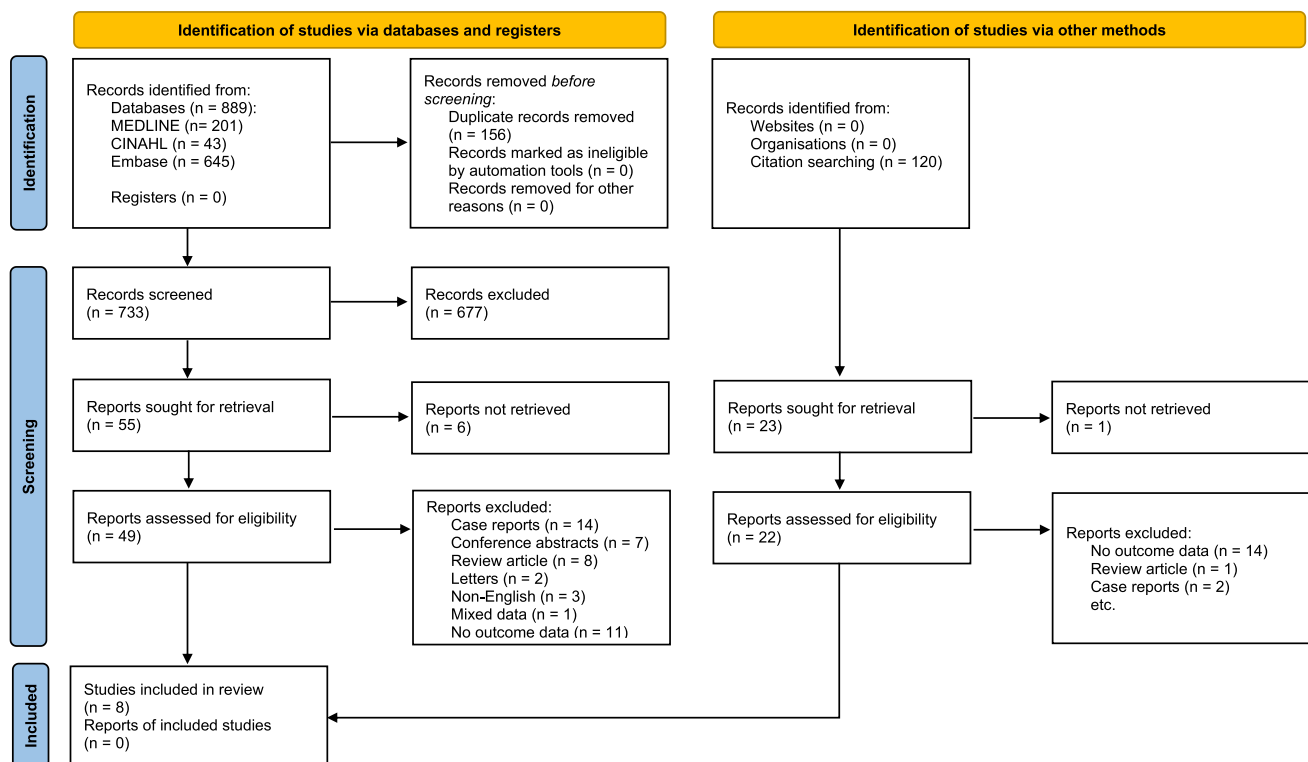 Identification of studies via databases and registers
Identification of studies via other methods
Identification
Records identified from:
Databases (n = 889):
MEDLINE (n= 201)
CINAHL (n = 43)
Embase (n = 645)
Registers (n = 0)
Records removed before
screening:
Duplicate records removed
(n = 156)
Records marked as ineligible
by automation tools (n = 0)
Records removed for other
reasons (n = 0)
Records identified from:
Websites (n = 0)
Organisations (n = 0)
Citation searching (n = 120)
Screening
Records screened
(n = 733)
Records excluded
(n = 677)
Reports sought for retrieval
(n = 55)
Reports not retrieved
(n = 6)
Reports sought for retrieval
(n = 23)
Reports not retrieved
(n = 1)
Reports assessed for eligibility
(n = 49)
Reports excluded:
Case reports (n = 14)
Conference abstracts (n = 7)
Review article (n = 8)
Letters (n = 2)
Non-English (n = 3)
Mixed data (n = 1)
No outcome data (n = 11)
Reports assessed for eligibility
(n = 22)
Reports excluded:
No outcome data (n = 14)
Review article (n = 1)
Case reports (n = 2)
etc.
Included
Studies included in review
(n = 8)
Reports of included studies
(n = 0)